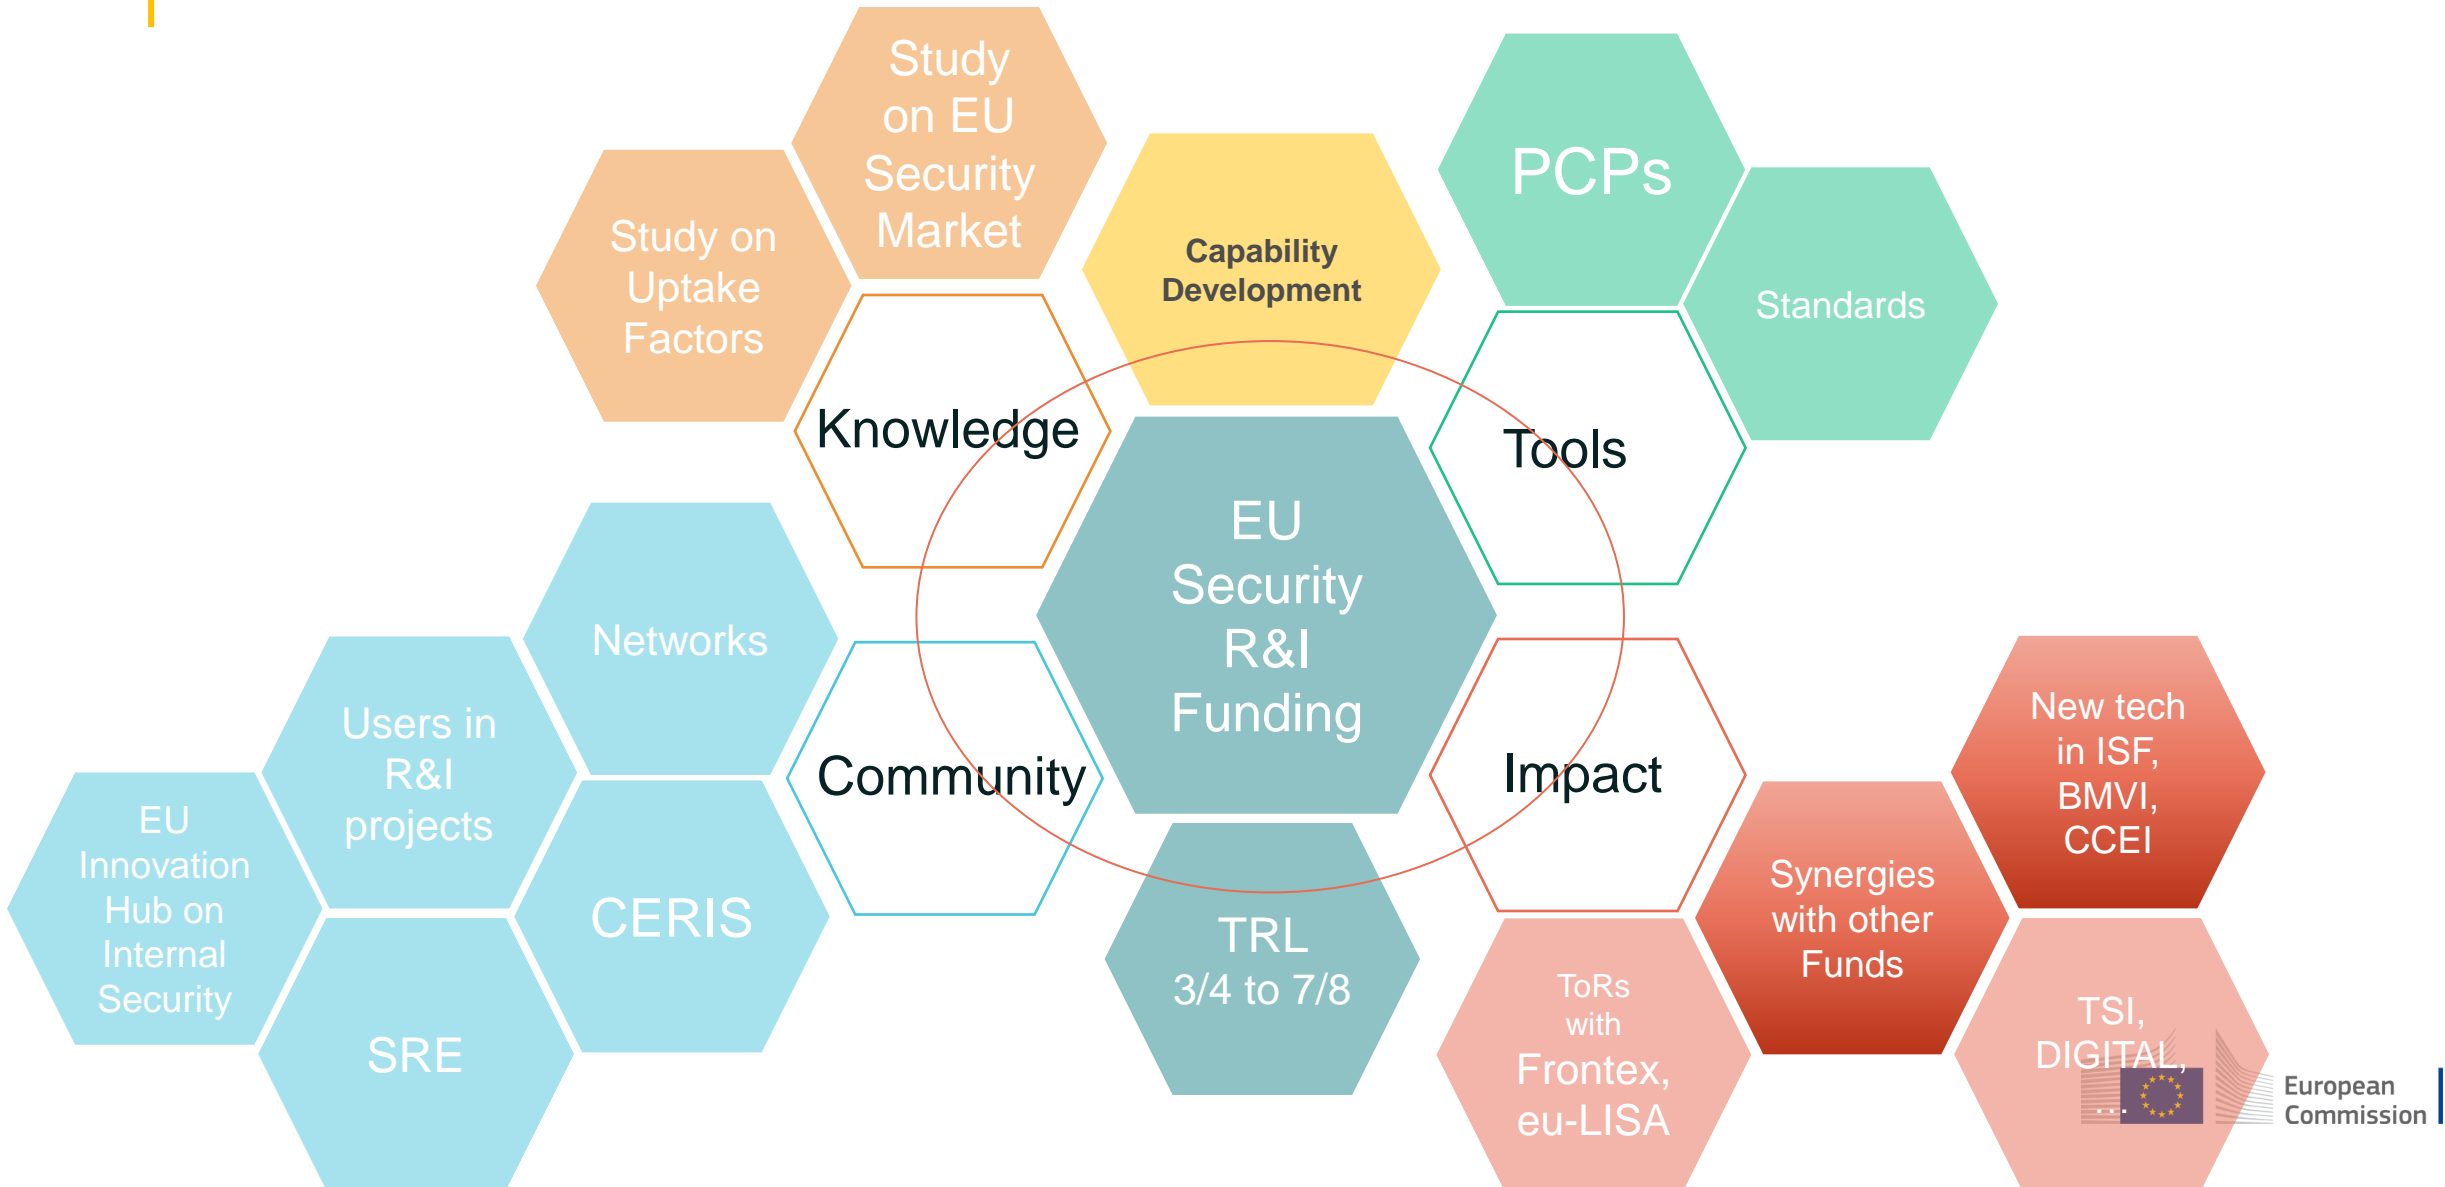 Study
on EU
Security
Market
Study on
Uptake
Factors
Knowledge
Capability
Development
PCPs
Standards
Tools
EU
Security
R&I
Funding
Networks
Users in
R&I
projects
EU
Innovation
Hub on
Internal
Security
CERIS
SRE
Community
TRL
3/4 to 7/8
Impact
New tech
in ISF,
BMVI,
CCEI
Synergies
with other
Funds
ToRs
with
Frontex,
eu-LISA
TSI,
DIGITAL,
...
European
Commission